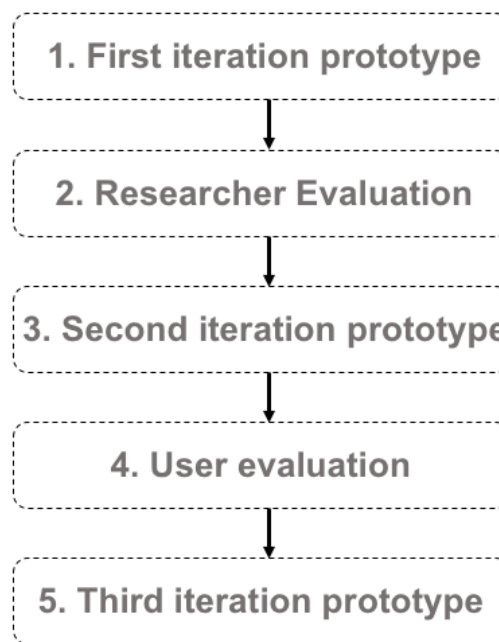 1. First iteration prototype
2. Researcher Evaluation
3. Second iteration prototype
4. User evaluation
5. Third iteration prototype